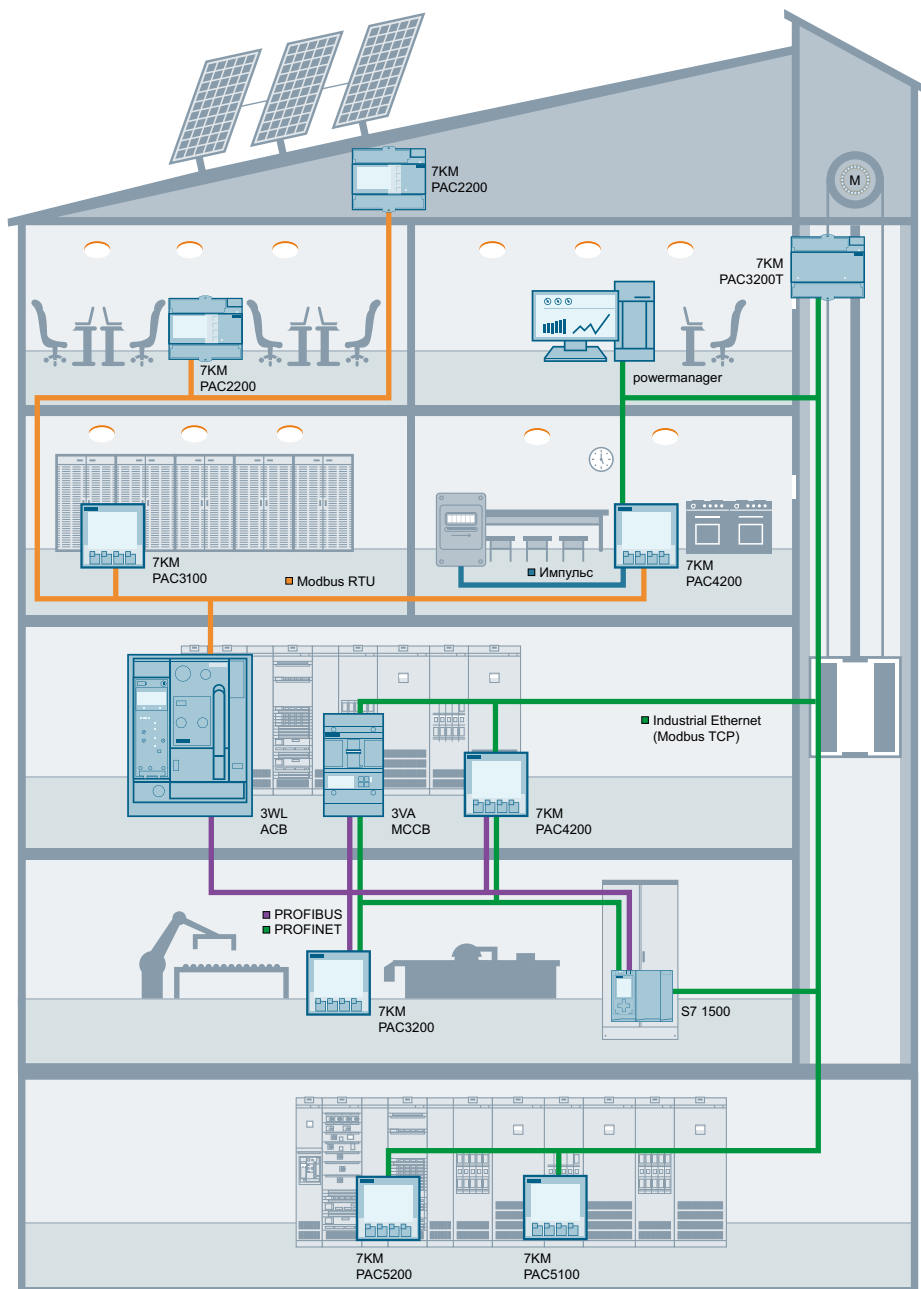 7KM
PAC2200
M
7KM
PAC3200T
7KM
PAC2200
powermanager
7KM
PAC3100
Modbus RTU
Импульс
7KM
PAC4200
Industrial Ethernet
(Modbus TCP)
3WL
ACB
3VA
MCCB
7KM
PAC4200
PROFIBUS
PROFINET
7KM
PAC3200
S7 1500
7KM
PAC5200
7KM
PAC5100